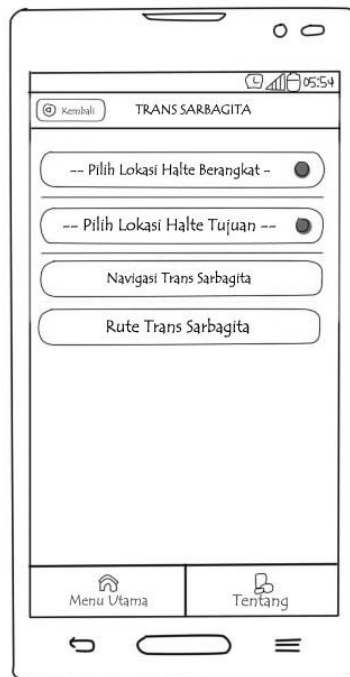 05:54
Kembali TRANS SARBAGITA
-- Pilih Lokasi Halte Berangkat -
-- Pilih Lokasi Halte Tujuan --
Navigasi Trans Sarbagita
Rute Trans Sarbagita
Menu Utama Tentang